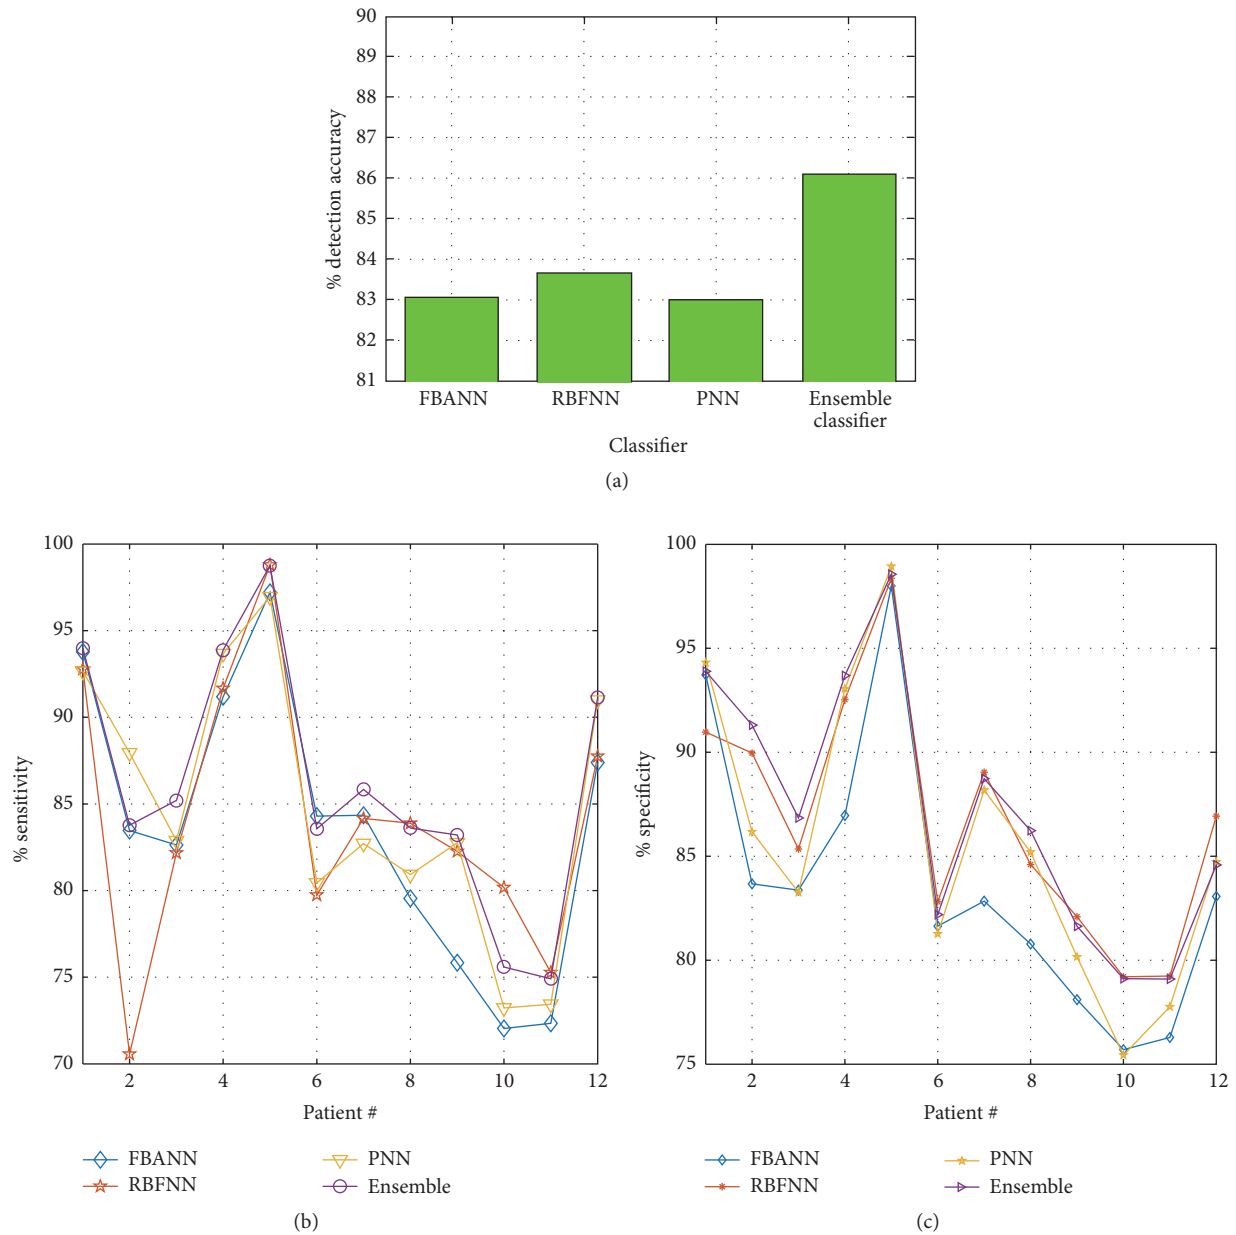 90
89
88
87
86
85
84
83
82
81
% detection accuracy
FBANN RBFNN PNN Ensemble
classifier
Classifier
(a)
100
95
90
85
80
75
70
% sensitivity
2 4 6 8 10 12
Patient #
FBANN PNN
RBFNN Ensemble
(b)
100
95
90
85
80
75
% specificity
2 4 6 8 10 12
Patient #
FBANN PNN
RBFNN Ensemble
(c)